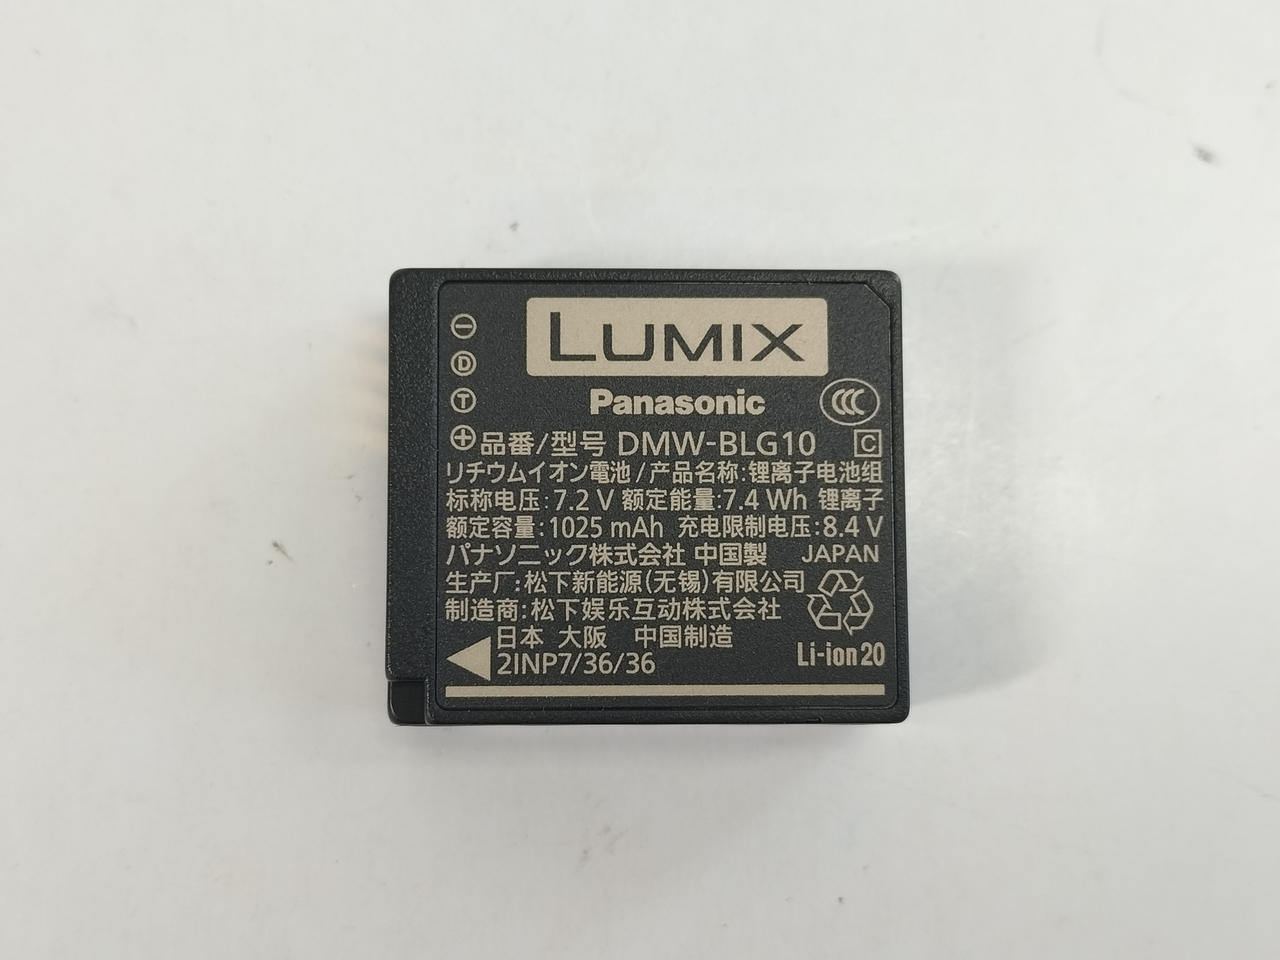 LUMIX
Panasonic
CCC
− D T +
品番/型号 DMW-BLG10 C
リチウムイオン電池/产品名称:锂离子电池组
标称电压:7.2 V 额定能量:7.4 Wh 锂离子
额定容量:1025 mAh 充电限制电压:8.4 V
パナソニック株式会社 中国製 JAPAN
生产厂:松下新能源(无锡)有限公司
制造商:松下娱乐互动株式会社
日本 大阪 中国制造
2INP7/36/36
Li-ion20